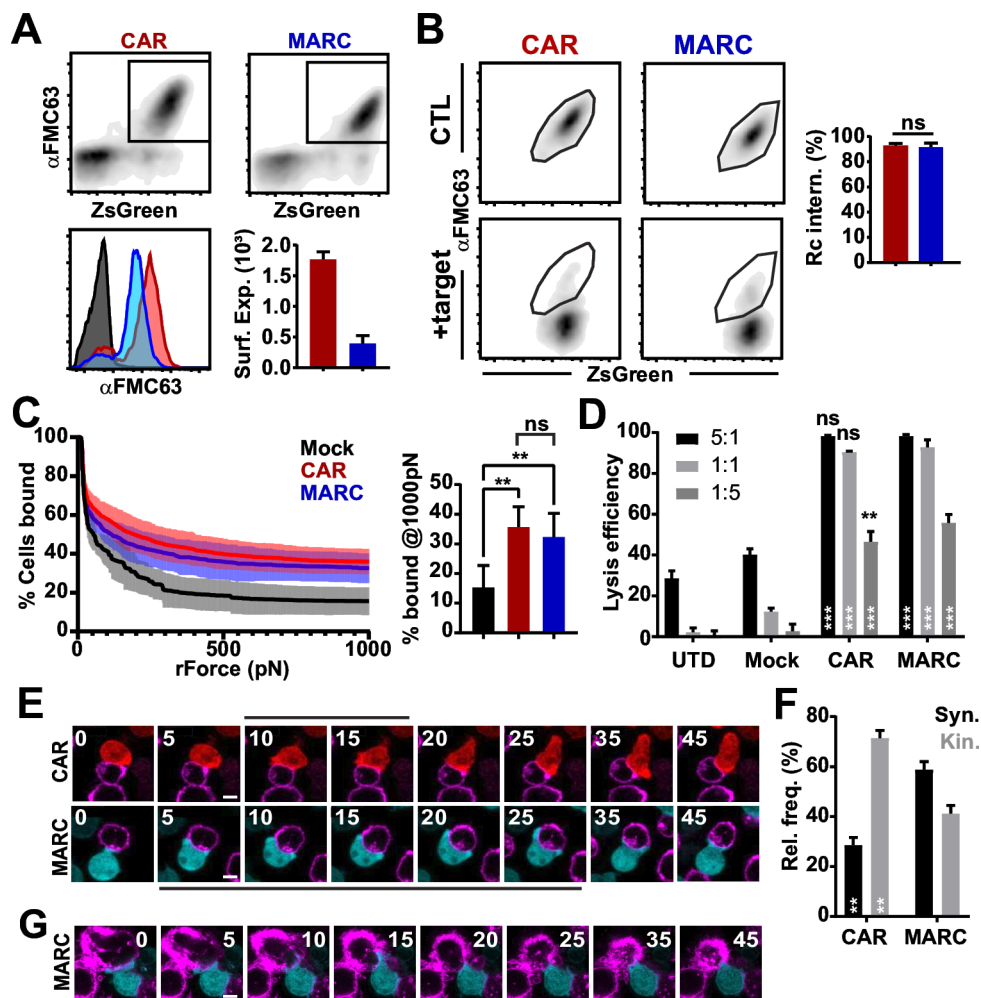 A
CAR
MARC
αFMC63
ZsGreen
ZsGreen
αFMC63
Surf. Exp. (10³)
2.0
1.5
1.0
0.5
0.0
B
CAR
MARC
CTL
αFMC63
+target
ZsGreen
Rc intern. (%)
100
80
60
40
10
0
ns
C
% Cells bound
100
80
60
40
20
0
0
500
1000
rForce (pN)
Mock
CAR
MARC
% bound @1000pN
50
40
30
20
10
0
ns
**
**
D
Lysis efficiency
100
80
60
40
20
0
5:1
1:1
1:5
ns
ns
**
***
***
***
***
***
***
UTD
Mock
CAR
MARC
E
CAR
0
5
10
15
20
25
35
45
MARC
0
5
10
15
20
25
35
45
F
Rel. freq. (%)
80
60
40
20
0
Syn.
Kin.
**
**
CAR
MARC
G
MARC
0
5
10
15
20
25
35
45